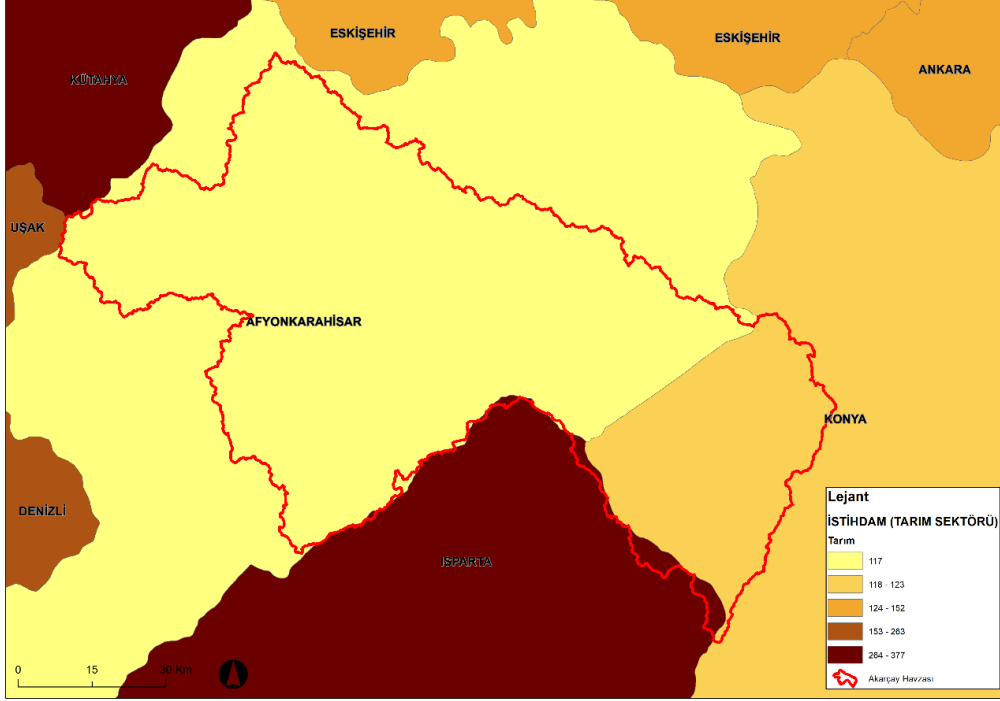 ESKİŞEHİR
ESKİŞEHİR
ANKARA
KÜTAHYA
UŞAK
AFYONKARAHİSAR
KONYA
DENİZLİ
ISPARTA
Lejant
İSTİHDAM (TARIM SEKTÖRÜ)
Tarım
117
118 - 123
124 - 152
153 - 263
264 - 377
Akarçay Havzası
0 15 30 Km